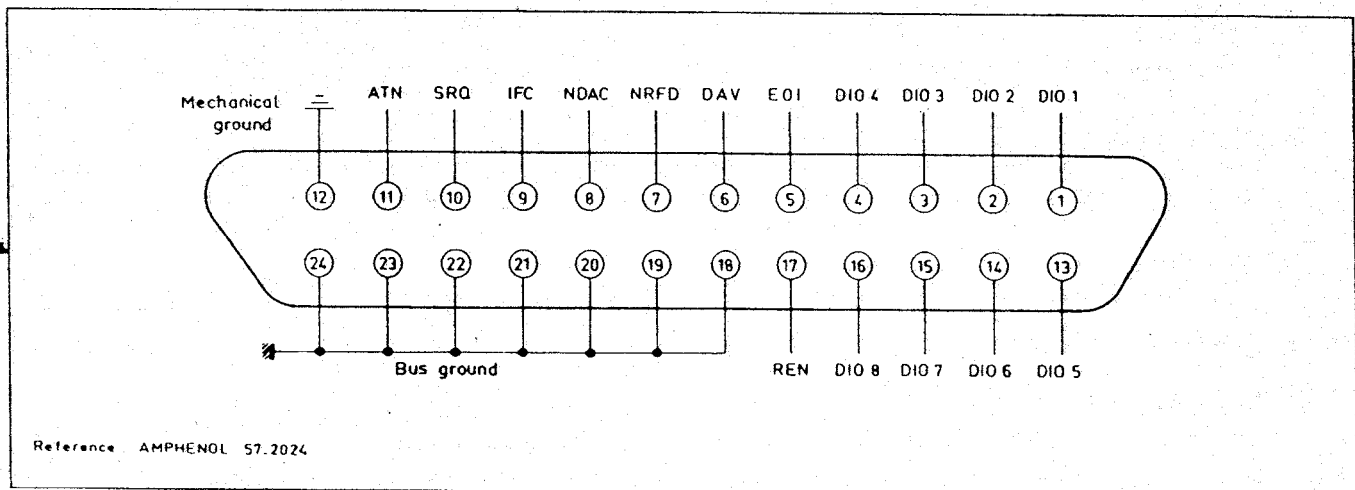 Mechanical ground
ATN SRQ IFC NDAC NRFD DAV EOI DIO 4 DIO 3 DIO 2 DIO 1
12 11 10 9 8 7 6 5 4 3 2 1
24 23 22 21 20 19 18 17 16 15 14 13
Bus ground
REN DIO 8 DIO 7 DIO 6 DIO 5
Reference AMPHENOL 57.2024